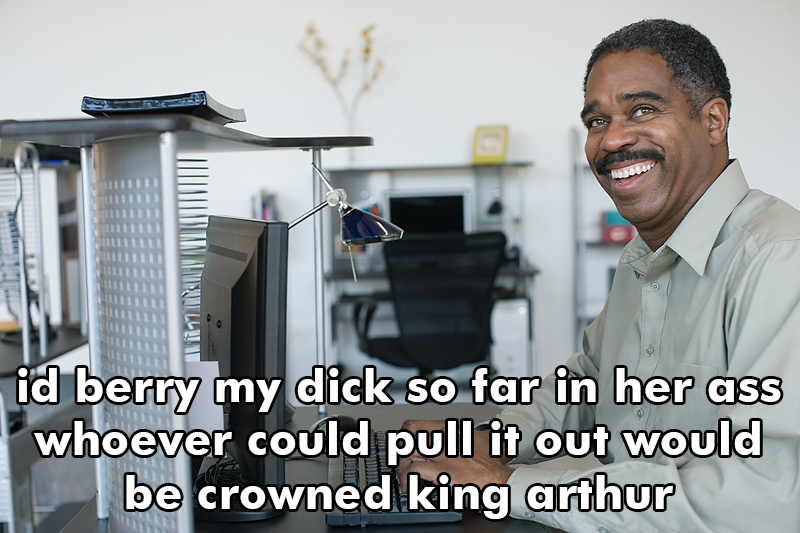 id berry my dick so far in her ass
whoever could pull it out would
be crowned king arthur